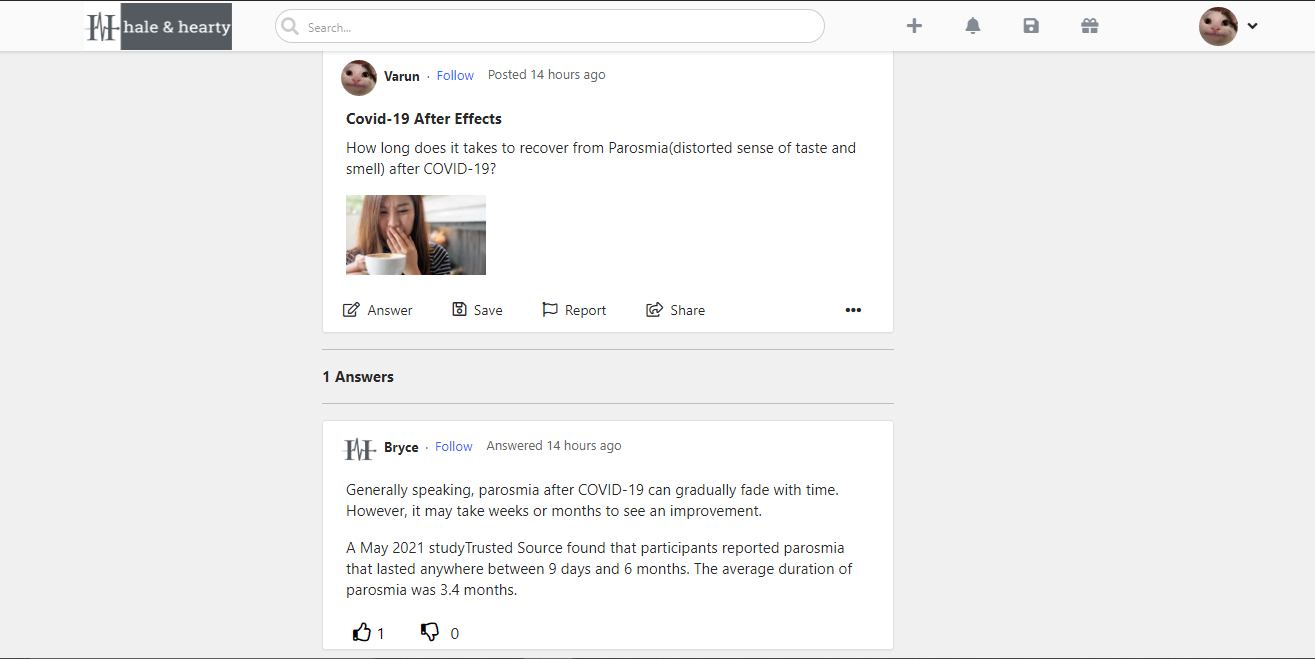 hale & hearty
Search...
Varun · Follow Posted 14 hours ago
Covid-19 After Effects
How long does it takes to recover from Parosmia(distorted sense of taste and
smell) after COVID-19?
Answer Save Report Share
1 Answers
Bryce · Follow Answered 14 hours ago
Generally speaking, parosmia after COVID-19 can gradually fade with time.
However, it may take weeks or months to see an improvement.
A May 2021 studyTrusted Source found that participants reported parosmia
that lasted anywhere between 9 days and 6 months. The average duration of
parosmia was 3.4 months.
1 0